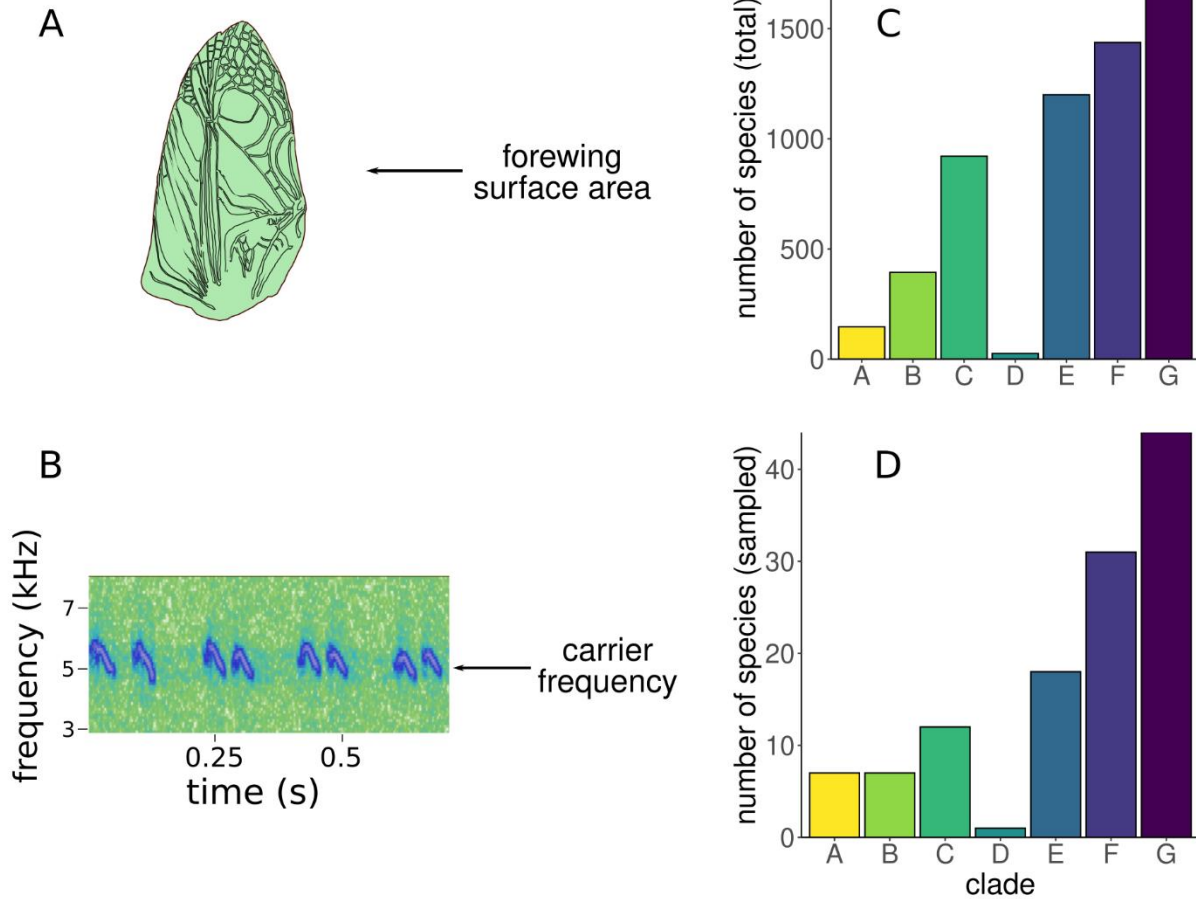 A
forewing
surface area
B
frequency (kHz)
7
5
3
0.25
0.5
time (s)
carrier
frequency
C
number of species (total)
1500
1000
500
0
A B C D E F G
D
number of species (sampled)
40
30
20
10
0
A B C D E F G
clade